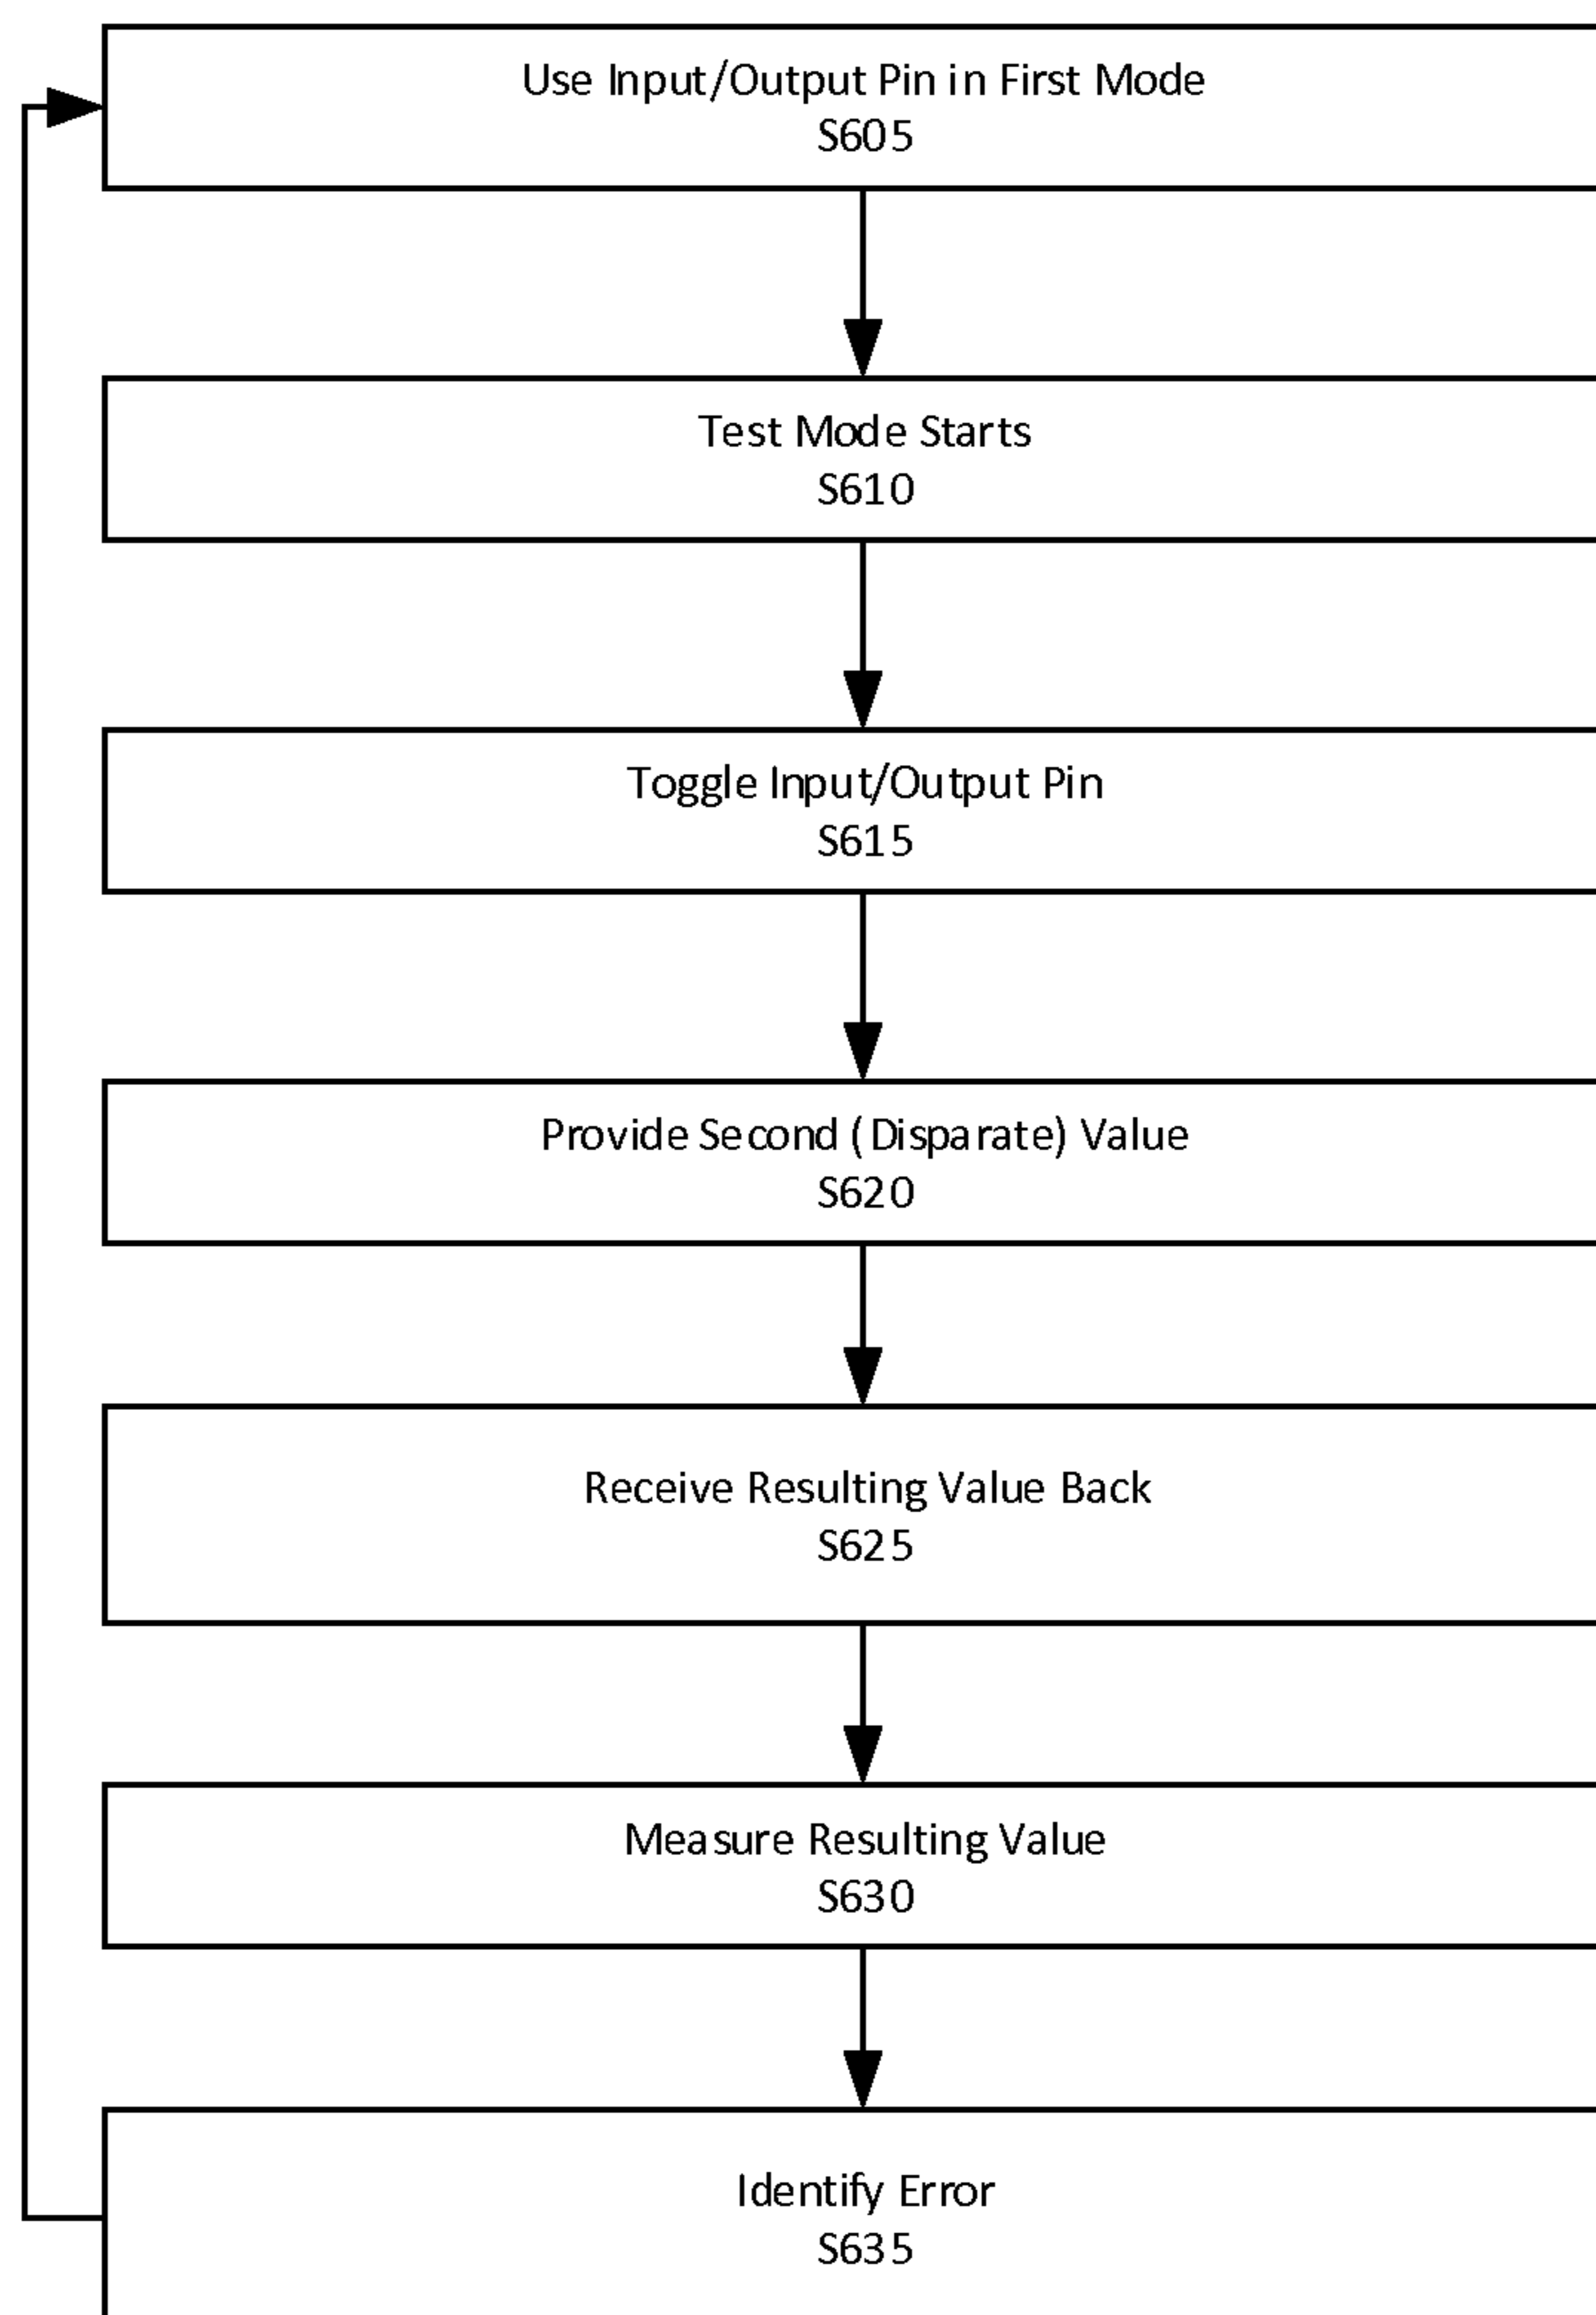 Use Input/Output Pin in First Mode
S605
Test Mode Starts
S610
Toggle Input/Output Pin
S615
Provide Second (Disparate) Value
S620
Receive Resulting Value Back
S625
Measure Resulting Value
S630
Identify Error
S635